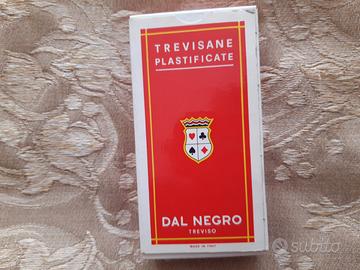 TREVISANE
PLASTIFICATE
DAL NEGRO
TREVISO
MADE IN ITALY
subito